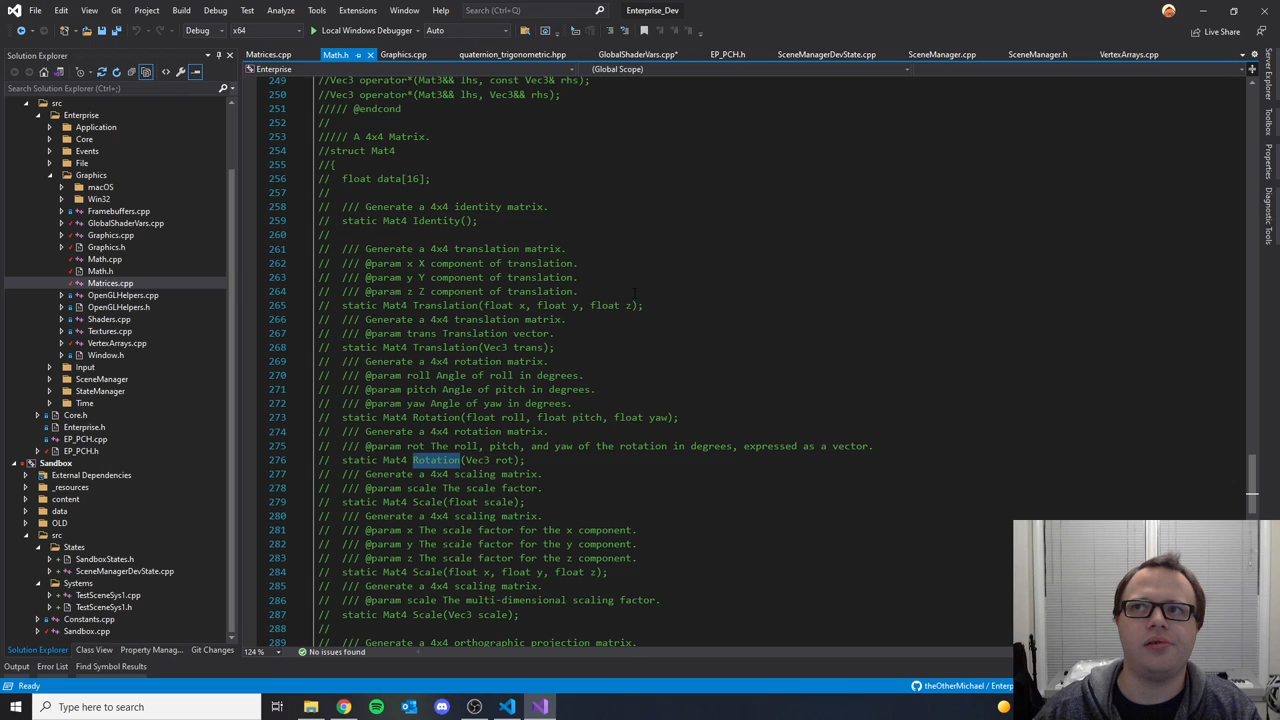 File Edit View Git Project Build Debug Test Analyze Tools Extensions Window Help Search (Ctrl+Q) Enterprise_Dev
Debug x64 Local Windows Debugger Auto Live Share
Solution Explorer
Search Solution Explorer (Ctrl+;)
src
Enterprise
Application
Core
Events
File
Graphics
macOS
Win32
Framebuffers.cpp
GlobalShaderVars.cpp
Graphics.cpp
Graphics.h
Math.cpp
Math.h
Matrices.cpp
OpenGLHelpers.cpp
OpenGLHelpers.h
Shaders.cpp
Textures.cpp
VertexArrays.cpp
Window.h
Input
SceneManager
StateManager
Time
Core.h
Enterprise.h
EP_PCH.cpp
EP_PCH.h
Sandbox
External Dependencies
_resources
content
data
OLD
src
States
SandboxStates.h
SceneManagerDevState.cpp
Systems
TestSceneSys1.cpp
TestSceneSys1.h
Constants.cpp
Sandbox.cpp
Solution Explorer Class View Property Manag... Git Changes
Matrices.cpp Math.h Graphics.cpp quaternion_trigonometric.hpp GlobalShaderVars.cpp* EP_PCH.h SceneManagerDevState.cpp SceneManager.cpp SceneManager.h VertexArrays.cpp
Enterprise (Global Scope)
249 //Vec3 operator*(Mat3&& lhs, const Vec3& rhs);
250 //Vec3 operator*(Mat3&& lhs, Vec3&& rhs);
251 ///// @endcond
252 //
253 ///// A 4x4 Matrix.
254 //struct Mat4
255 //{
256 // float data[16];
257 //
258 // /// Generate a 4x4 identity matrix.
259 // static Mat4 Identity();
260 //
261 // /// Generate a 4x4 translation matrix.
262 // /// @param x X component of translation.
263 // /// @param y Y component of translation.
264 // /// @param z Z component of translation.
265 // static Mat4 Translation(float x, float y, float z);
266 // /// Generate a 4x4 translation matrix.
267 // /// @param trans Translation vector.
268 // static Mat4 Translation(Vec3 trans);
269 // /// Generate a 4x4 rotation matrix.
270 // /// @param roll Angle of roll in degrees.
271 // /// @param pitch Angle of pitch in degrees.
272 // /// @param yaw Angle of yaw in degrees.
273 // static Mat4 Rotation(float roll, float pitch, float yaw);
274 // /// Generate a 4x4 rotation matrix.
275 // /// @param rot The roll, pitch, and yaw of the rotation in degrees, expressed as a vector.
276 // static Mat4 Rotation(Vec3 rot);
277 // /// Generate a 4x4 scaling matrix.
278 // /// @param scale The scale factor.
279 // static Mat4 Scale(float scale);
280 // /// Generate a 4x4 scaling matrix.
281 // /// @param x The scale factor for the x component.
282 // /// @param y The scale factor for the y component.
283 // /// @param z The scale factor for the z component.
284 // static Mat4 Scale(float x, float y, float z);
285 // /// Generate a 4x4 scaling matrix.
286 // /// @param scale The multi-dimensional scaling factor.
287 // static Mat4 Scale(Vec3 scale);
288 //
289 // /// Generate a 4x4 orthographic projection matrix.
124 % No issues found
Server Explorer
Toolbox
Properties
Diagnostic Tools
Output Error List Find Symbol Results
Ready theOtherMichael / Enterp
Type here to search